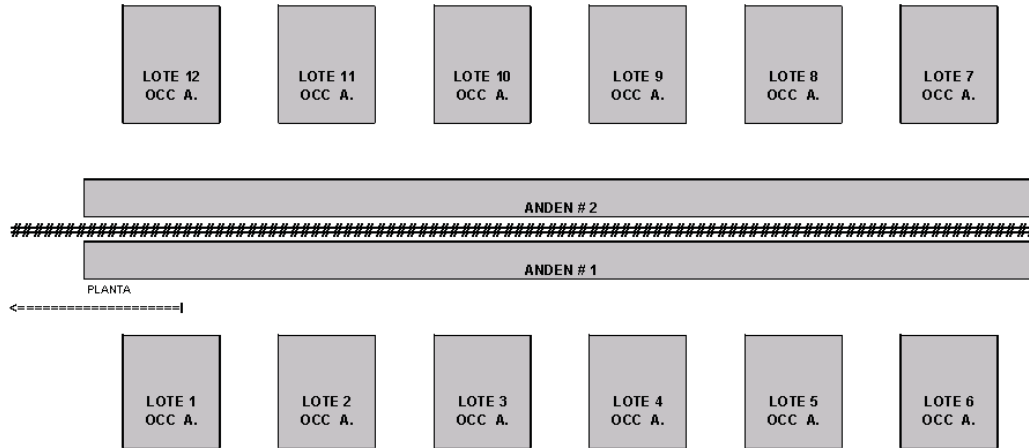 LOTE 12
OCC A.
LOTE 11
OCC A.
LOTE 10
OCC A.
LOTE 9
OCC A.
LOTE 8
OCC A.
LOTE 7
OCC A.
ANDEN # 2
ANDEN # 1
PLANTA
LOTE 1
OCC A.
LOTE 2
OCC A.
LOTE 3
OCC A.
LOTE 4
OCC A.
LOTE 5
OCC A.
LOTE 6
OCC A.